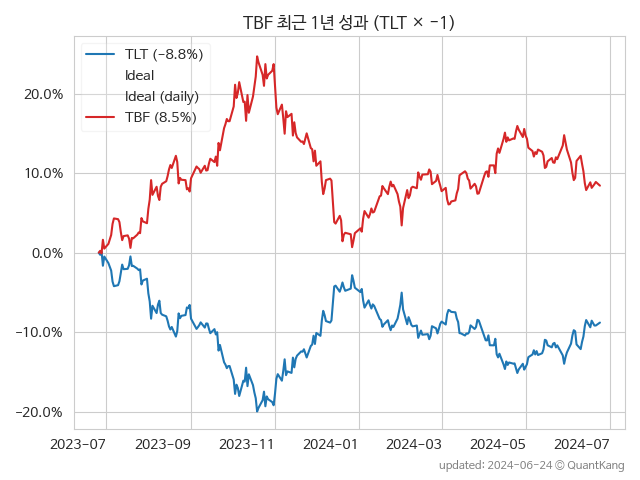 TBF 최근 1년 성과 (TLT × −1)
TLT (−8.8%)
Ideal
Ideal (daily)
TBF (8.5%)
20.0%
10.0%
0.0%
−10.0%
−20.0%
2023−07 2023−09 2023−11 2024−01 2024−03 2024−05 2024−07
updated: 2024-06-24 © QuantKang